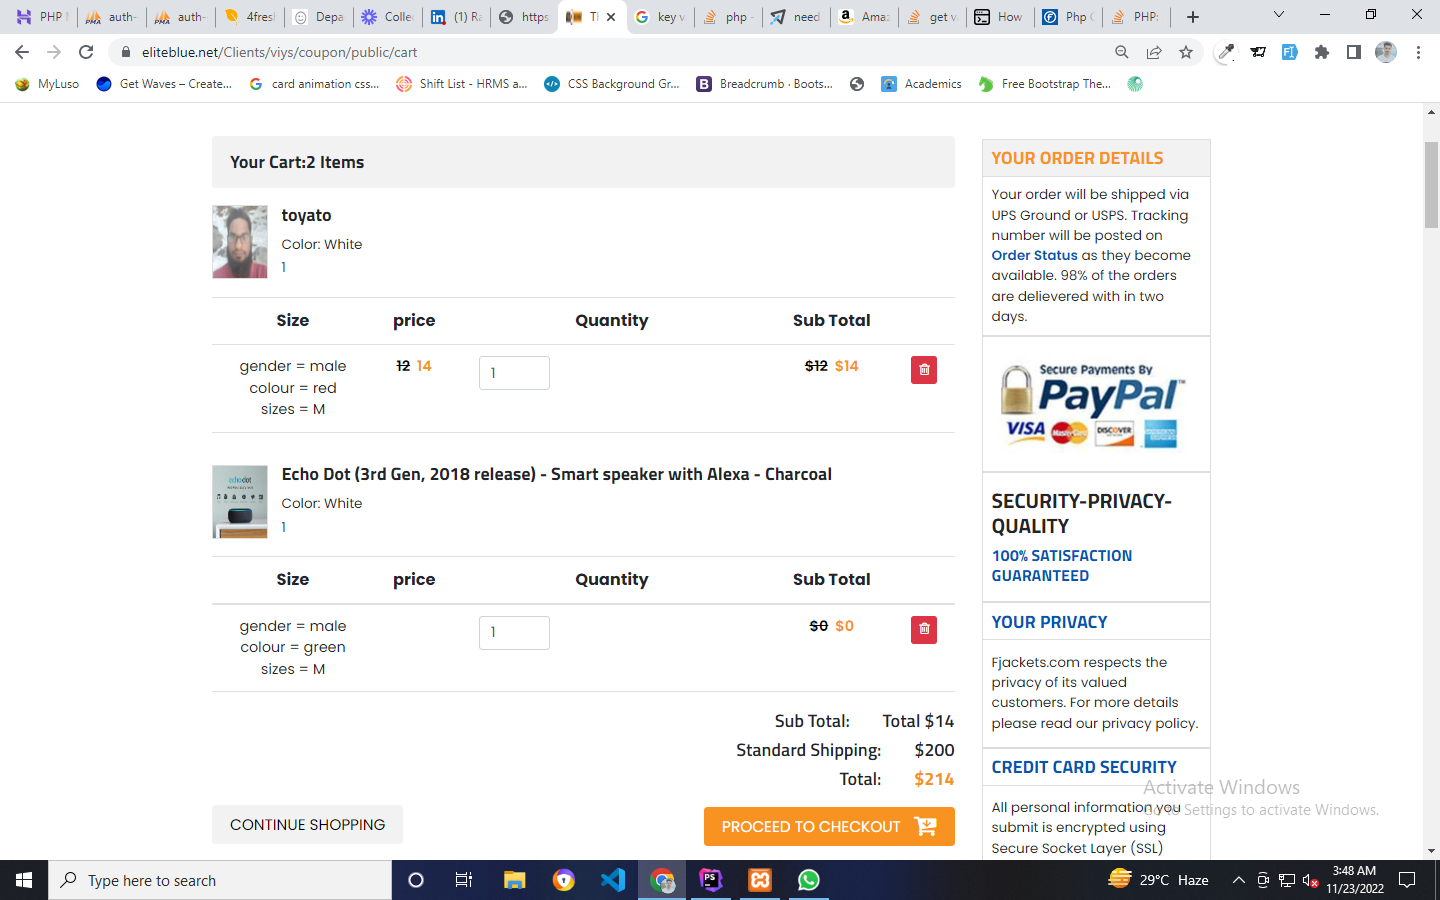 PHP M
auth-
auth-
4fresh
Depa
Colle
(1) Ra
https
Th
key v
php -
need
Amaz
get va
How
Php C
PHP:
eliteblue.net/Clients/viys/coupon/public/cart
MyLuso
Get Waves – Create...
card animation css...
Shift List - HRMS a...
CSS Background Gr...
Breadcrumb · Boots...
Academics
Free Bootstrap The...
Your Cart:2 Items
toyato
Color: White
1
Size price Quantity Sub Total
gender = male 12 14 1 $12 $14
colour = red
sizes = M
echo dot
Echo Dot (3rd Gen, 2018 release) - Smart speaker with Alexa - Charcoal
Color: White
1
Size price Quantity Sub Total
gender = male 1 $0 $0
colour = green
sizes = M
Sub Total: Total $14
Standard Shipping: $200
Total: $214
CONTINUE SHOPPING
PROCEED TO CHECKOUT
YOUR ORDER DETAILS
Your order will be shipped via
UPS Ground or USPS. Tracking
number will be posted on
Order Status as they become
available. 98% of the orders
are delievered with in two
days.
Secure Payments By
PayPal
VISA MasterCard DISCOVER
SECURITY-PRIVACY-
QUALITY
100% SATISFACTION
GUARANTEED
YOUR PRIVACY
Fjackets.com respects the
privacy of its valued
customers. For more details
please read our privacy policy.
CREDIT CARD SECURITY
All personal information you
submit is encrypted using
Secure Socket Layer (SSL)
Activate Windows
Go to Settings to activate Windows.
Type here to search
29°C Haze
3:48 AM
11/23/2022